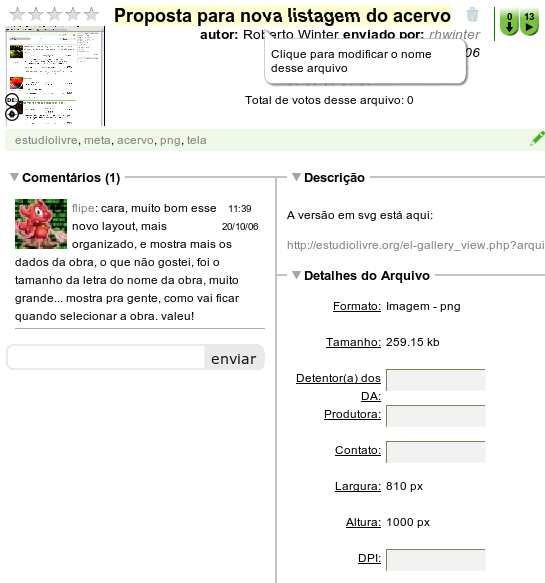 Proposta para nova listagem do acervo
0 13
autor: Roberto Winter enviado por: rhwinter
Clique para modificar o nome
desse arquivo
06
Total de votos desse arquivo: 0
estudiolivre, meta, acervo, png, tela
Comentários (1)
flipe: cara, muito bom esse 11:39
novo layout, mais 20/10/06
organizado, e mostra mais os
dados da obra, o que não gostei, foi o
tamanho da letra do nome da obra, muito
grande... mostra pra gente, como vai ficar
quando selecionar a obra. valeu!
enviar
Descrição
A versão em svg está aqui:
http://estudiolivre.org/el-gallery_view.php?arqui
Detalhes do Arquivo
Formato: Imagem - png
Tamanho: 259.15 kb
Detentor(a) dos
DA:
Produtora:
Contato:
Largura: 810 px
Altura: 1000 px
DPI: